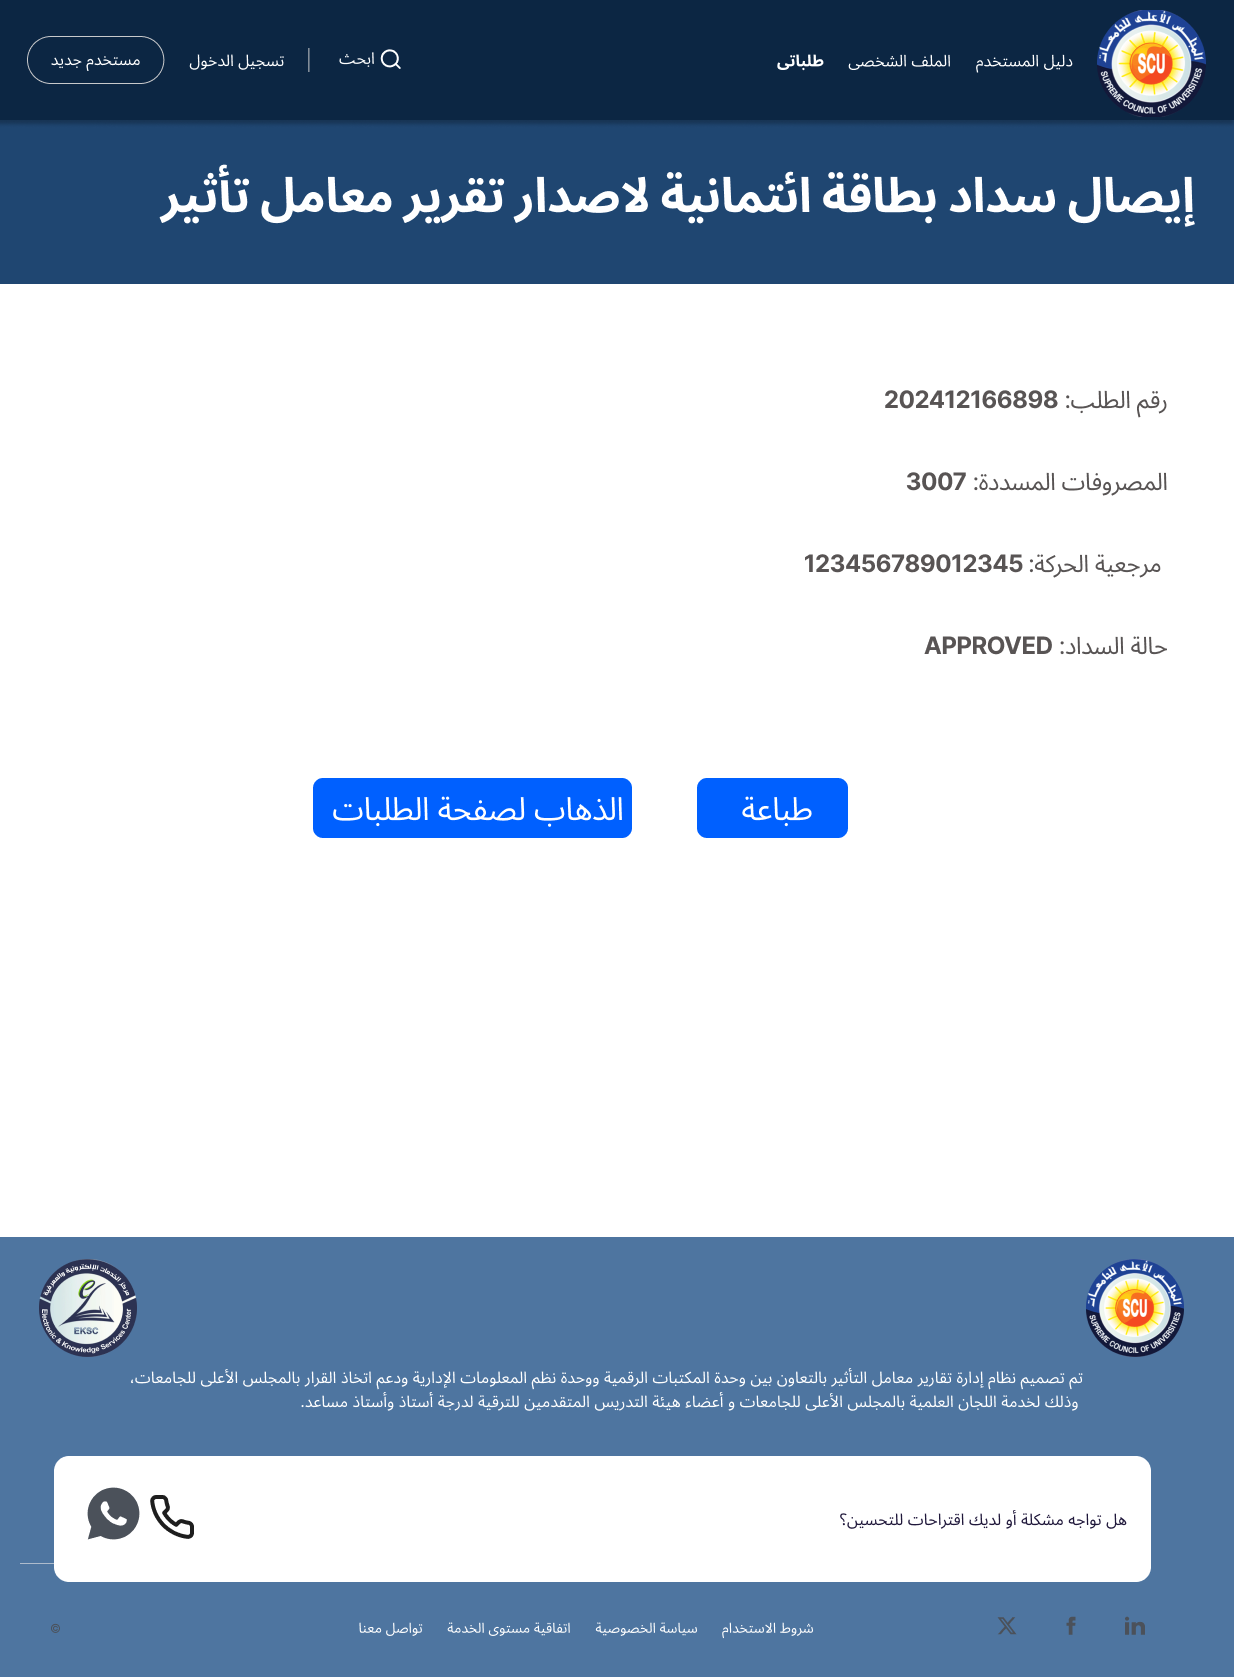 المجلس الأعلى للجامعات
SCU
SUPREME COUNCIL OF UNIVERSITIES
دليل المستخدم
الملف الشخصى
طلباتى
ابحث
تسجيل الدخول
مستخدم جديد
إيصال سداد بطاقة ائتمانية لاصدار تقرير معامل تأثير
رقم الطلب: 202412166898
المصروفات المسددة: 3007
مرجعية الحركة: 123456789012345
حالة السداد: APPROVED
طباعة
الذهاب لصفحة الطلبات
المجلس الأعلى للجامعات
SCU
SUPREME COUNCIL OF UNIVERSITIES
مركز الخدمات الإلكترونية والمعرفية
EKSC
Electronic & Knowledge Services Center
تم تصميم نظام إدارة تقارير معامل التأثير بالتعاون بين وحدة المكتبات الرقمية ووحدة نظم المعلومات الإدارية ودعم اتخاذ القرار بالمجلس الأعلى للجامعات،
وذلك لخدمة اللجان العلمية بالمجلس الأعلى للجامعات و أعضاء هيئة التدريس المتقدمين للترقية لدرجة أستاذ وأستاذ مساعد.
هل تواجه مشكلة أو لديك اقتراحات للتحسين؟
شروط الاستخدام
سياسة الخصوصية
اتفاقية مستوى الخدمة
تواصل معنا
©